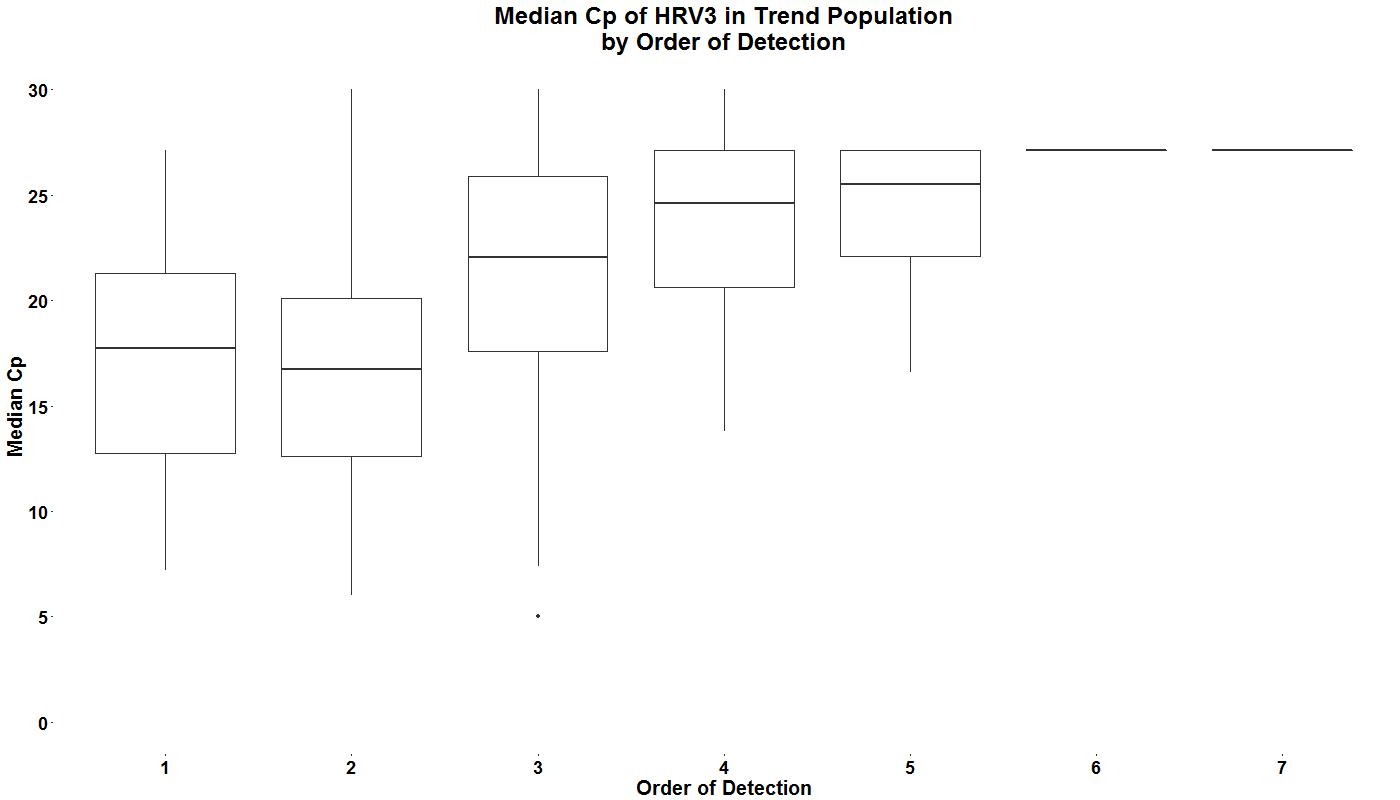 Median Cp of HRV3 in Trend Population
by Order of Detection
30
25
20
15
10
5
0
Median Cp
1 2 3 4 5 6 7
Order of Detection